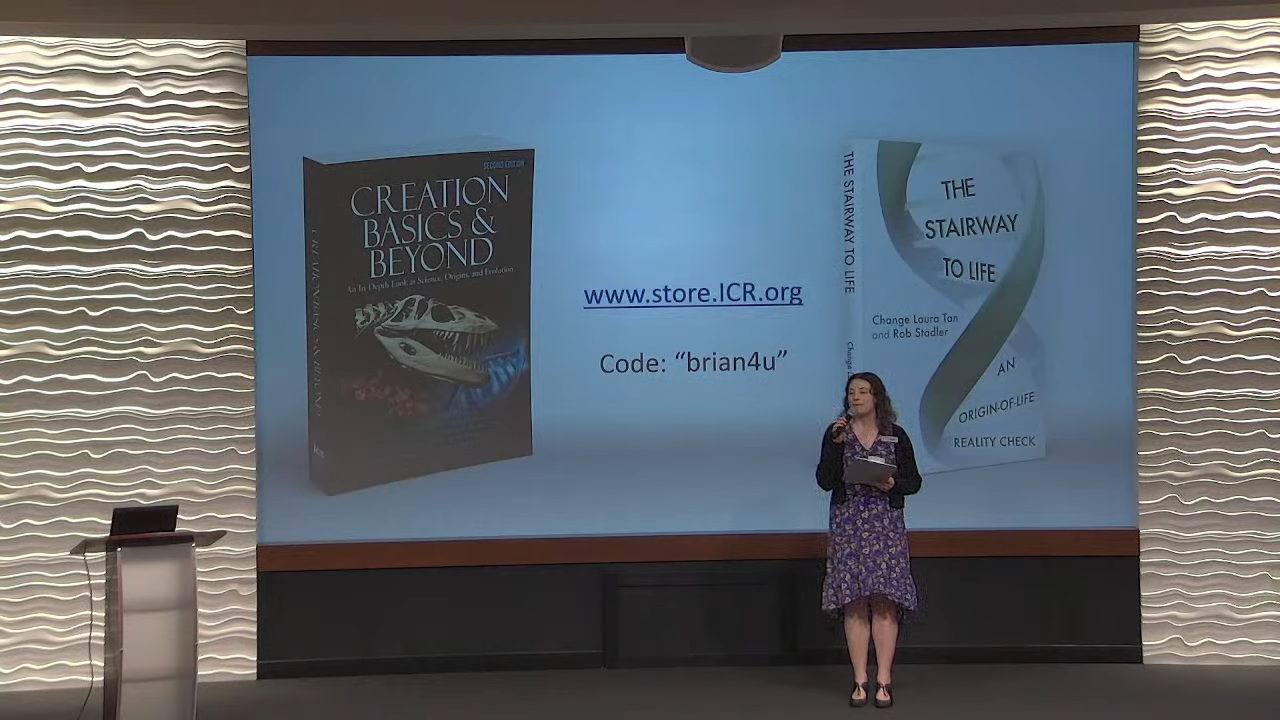 SECOND EDITION
CREATION
BASICS &
BEYOND
An In-Depth Look at Science, Origins, and Evolution
www.store.ICR.org
Code: “brian4u”
THE STAIRWAY TO LIFE
THE
STAIRWAY
TO LIFE
Change Laura Tan
and Rob Stadler
AN
ORIGIN-OF-LIFE
REALITY CHECK